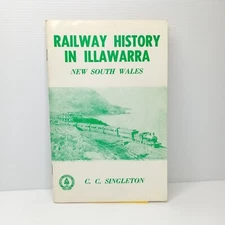 RAILWAY HISTORY
IN ILLAWARRA
NEW SOUTH WALES
C. C. SINGLETON